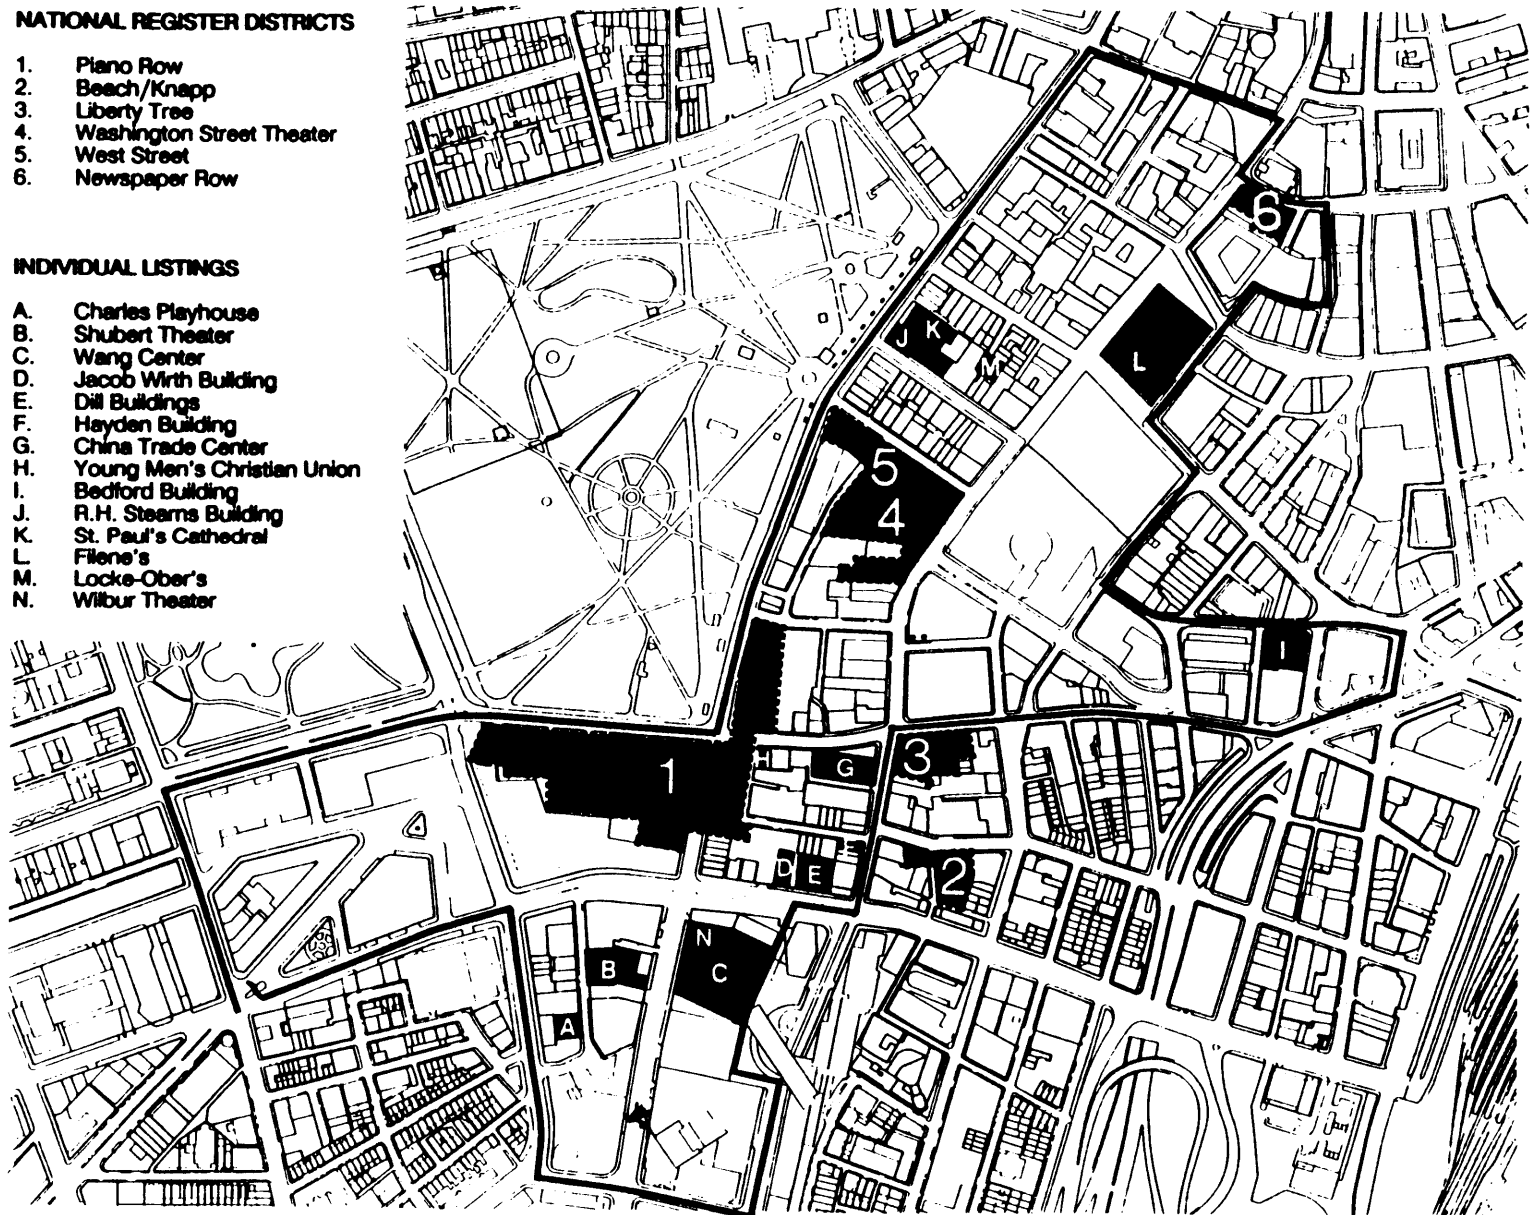 NATIONAL REGISTER DISTRICTS
1. Piano Row
2. Beach/Knapp
3. Liberty Tree
4. Washington Street Theater
5. West Street
6. Newspaper Row
INDIVIDUAL LISTINGS
A. Charles Playhouse
B. Shubert Theater
C. Wang Center
D. Jacob Wirth Building
E. Dill Buildings
F. Hayden Building
G. China Trade Center
H. Young Men's Christian Union
I. Bedford Building
J. R.H. Stearns Building
K. St. Paul's Cathedral
L. Filene's
M. Locke-Ober's
N. Wilbur Theater
6
K
J
M
L
5
4
I
1
H
G
3
F
D
E
2
N
B
C
A